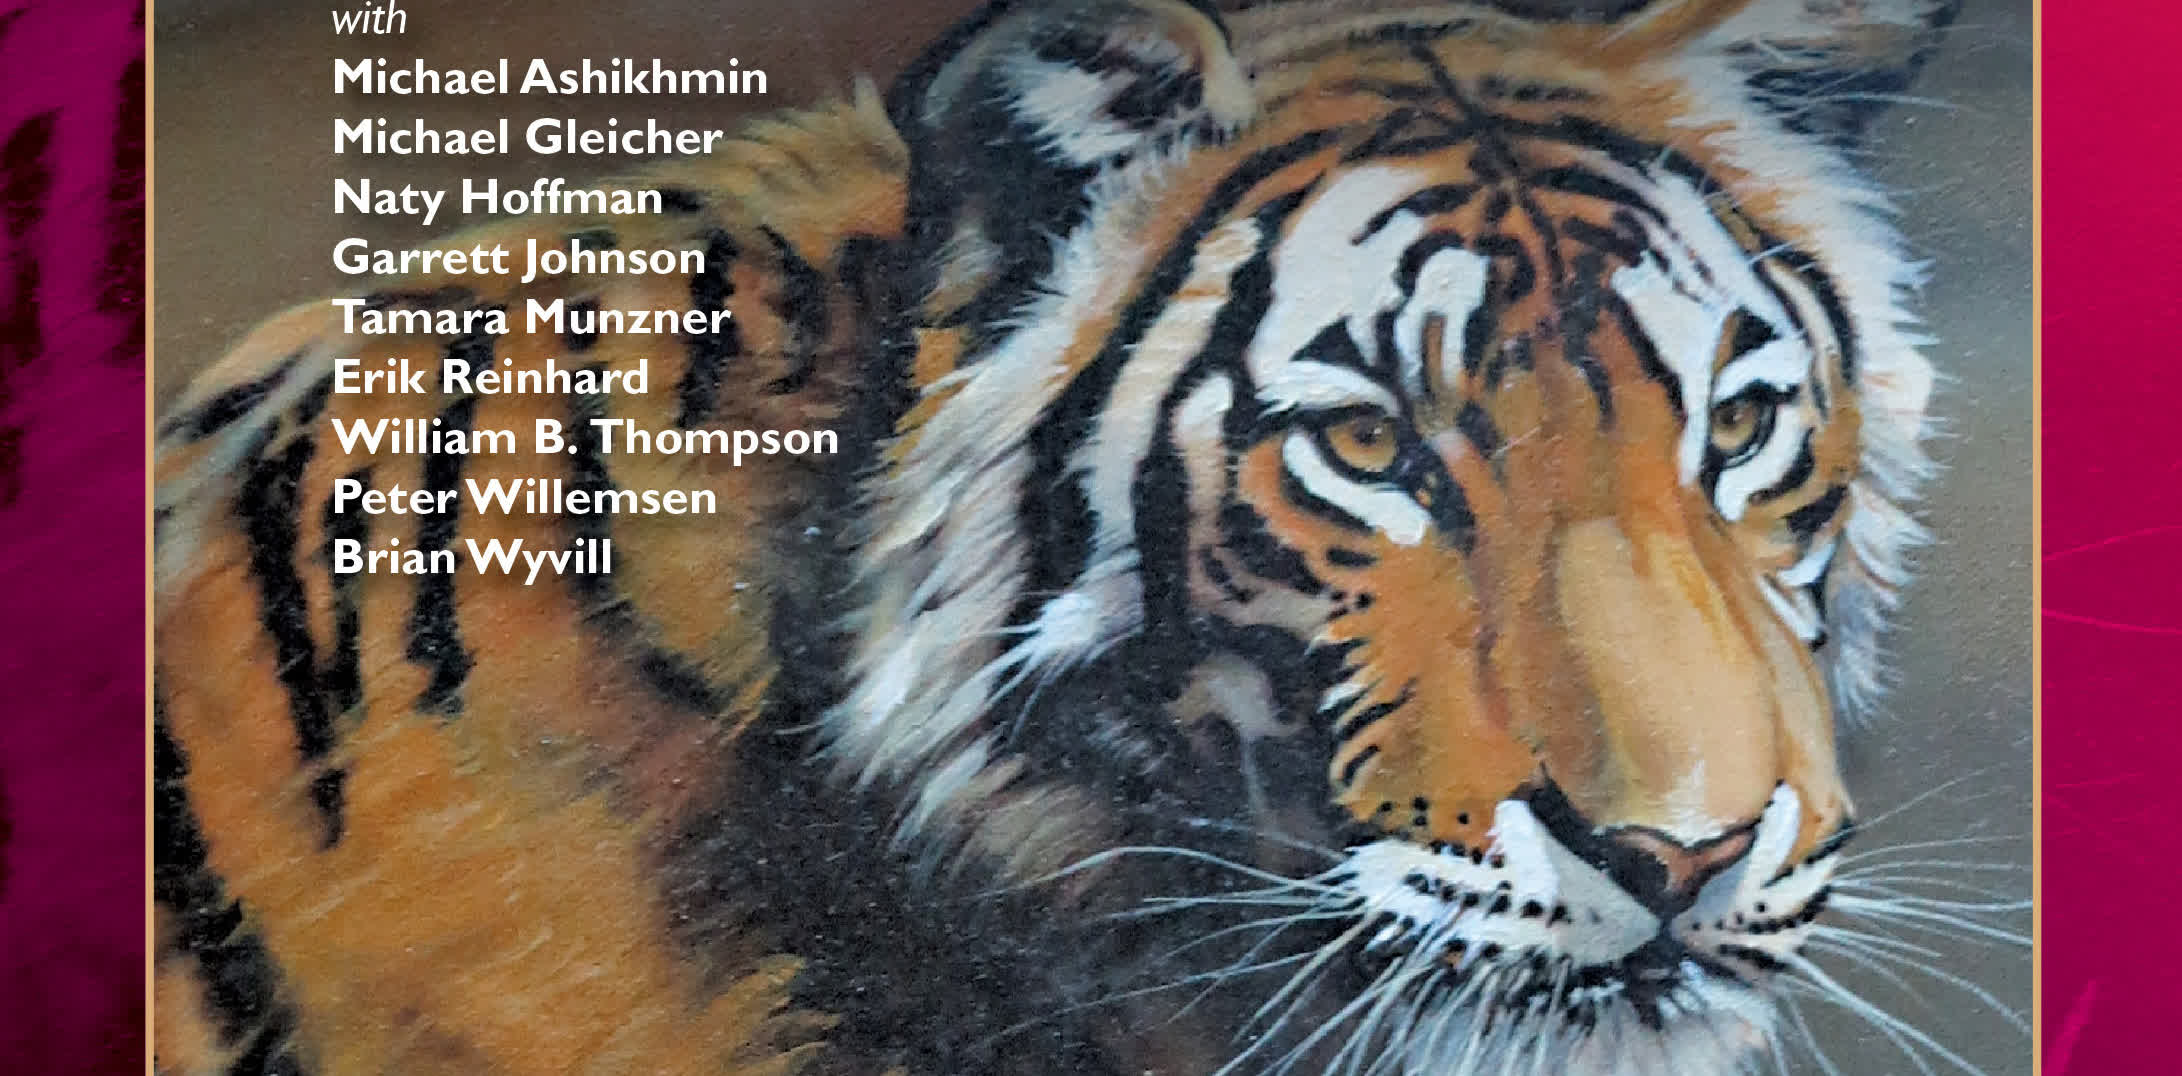 with
Michael Ashikhmin
Michael Gleicher
Naty Hoffman
Garrett Johnson
Tamara Munzner
Erik Reinhard
William B. Thompson
Peter Willemsen
Brian Wyvill